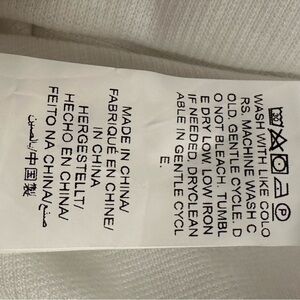 WASH WITH LIKE COLO
RS. MACHINE WASH C
OLD, GENTLE CYCLE. D
O NOT BLEACH. TUMBL
E DRY LOW, LOW IRON
IF NEEDED, DRYCLEAN
ABLE IN GENTLE CYCL
E.
MADE IN CHINA/
FABRIQUÉ EN CHINE/
IN CHINA
HERGESTELLT/
HECHO EN CHINA/
FEITO NA CHINA/صنع
بالصين/中国製